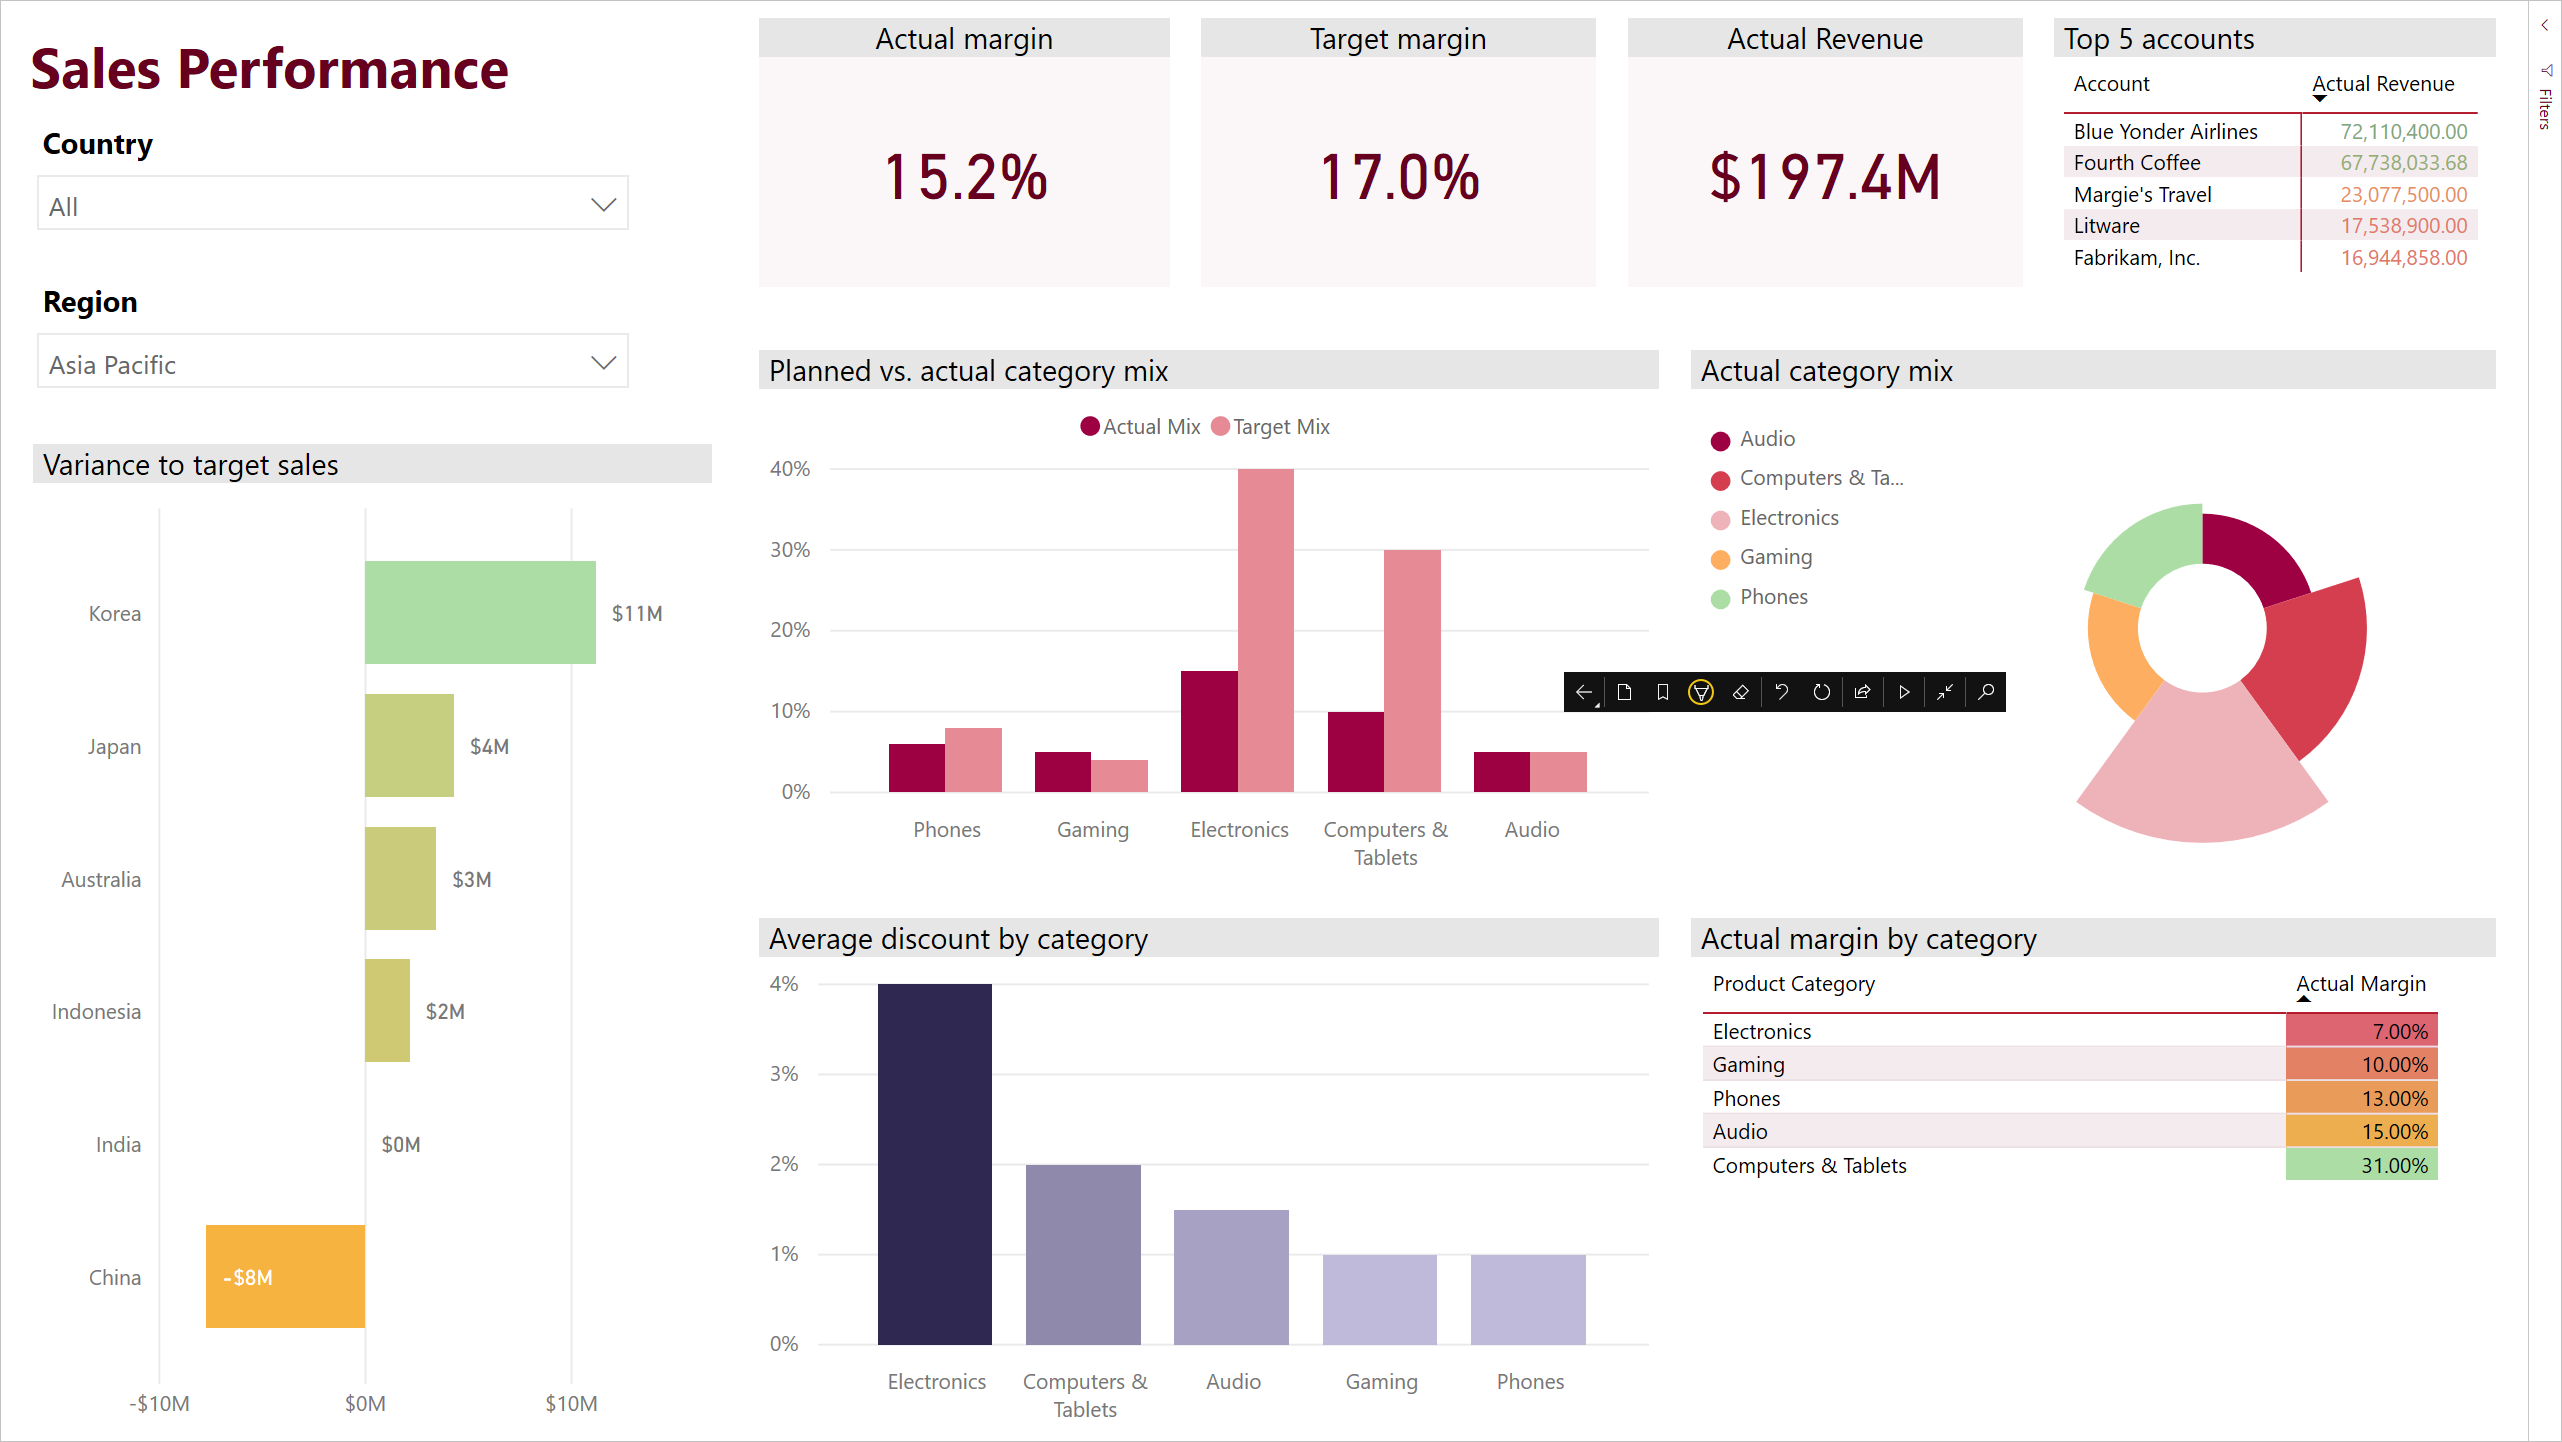 Sales Performance
Country
All
Region
Asia Pacific
Variance to target sales
Korea
$11M
Japan
$4M
Australia
$3M
Indonesia
$2M
India
$0M
China
-$8M
-$10M
$0M
$10M
Actual margin
15.2%
Target margin
17.0%
Actual Revenue
$197.4M
Top 5 accounts
Account Actual Revenue
Blue Yonder Airlines 72,110,400.00
Fourth Coffee 67,738,033.68
Margie's Travel 23,077,500.00
Litware 17,538,900.00
Fabrikam, Inc. 16,944,858.00
Filters
Planned vs. actual category mix
Actual Mix Target Mix
40%
30%
20%
10%
0%
Phones
Gaming
Electronics
Computers &
Tablets
Audio
Actual category mix
Audio
Computers & Ta...
Electronics
Gaming
Phones
Average discount by category
4%
3%
2%
1%
0%
Electronics
Computers &
Tablets
Audio
Gaming
Phones
Actual margin by category
Product Category Actual Margin
Electronics 7.00%
Gaming 10.00%
Phones 13.00%
Audio 15.00%
Computers & Tablets 31.00%